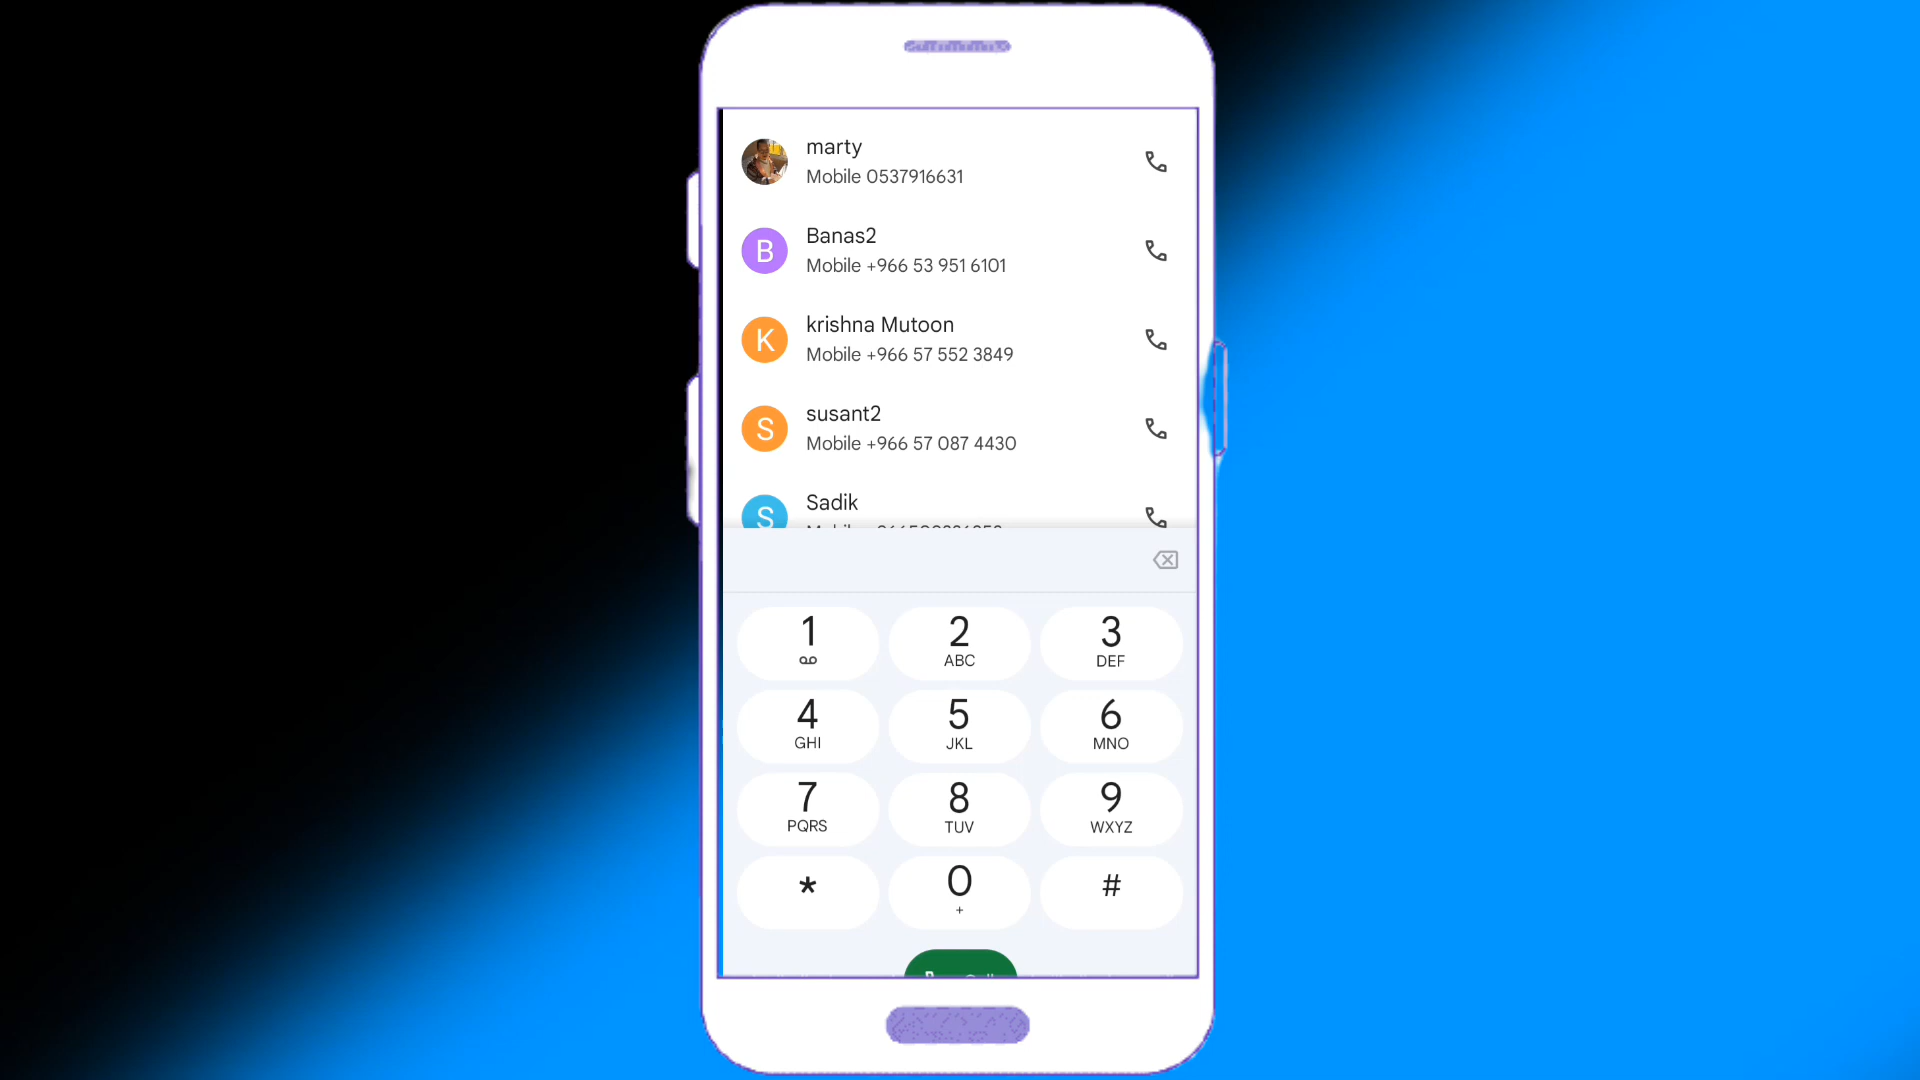 marty
Mobile 0537916631
B
Banas2
Mobile +966 53 951 6101
K
krishna Mutoon
Mobile +966 57 552 3849
S
susant2
Mobile +966 57 087 4430
S
Sadik
1
2
ABC
3
DEF
4
GHI
5
JKL
6
MNO
7
PQRS
8
TUV
9
WXYZ
*
0
+
#